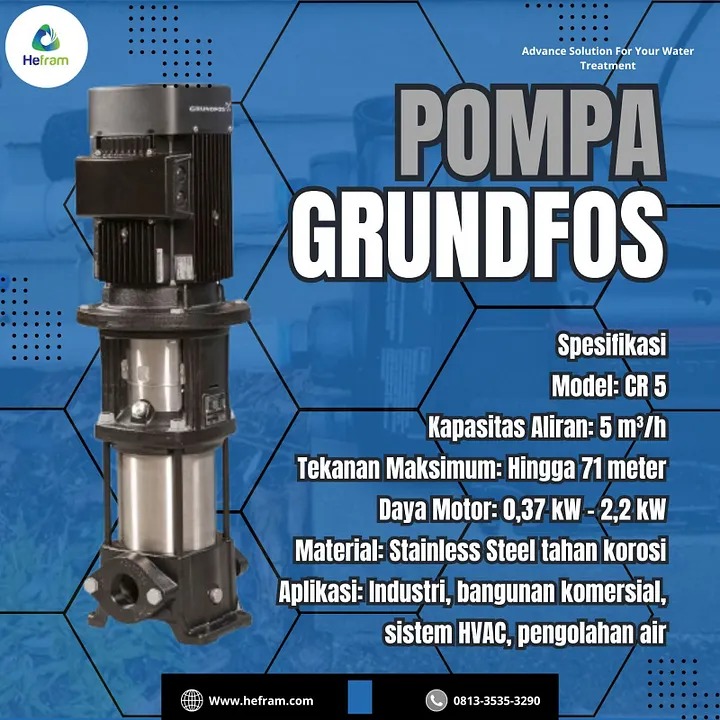 Hefram
Advance Solution For Your Water
Treatment
POMPA
GRUNDFOS
GRUNDFOS
Spesifikasi
Model: CR 5
Kapasitas Aliran: 5 m³/h
Tekanan Maksimum: Hingga 71 meter
Daya Motor: 0,37 kW - 2,2 kW
Material: Stainless Steel tahan korosi
Aplikasi: Industri, bangunan komersial,
sistem HVAC, pengolahan air
Www.hefram.com
0813-3535-3290